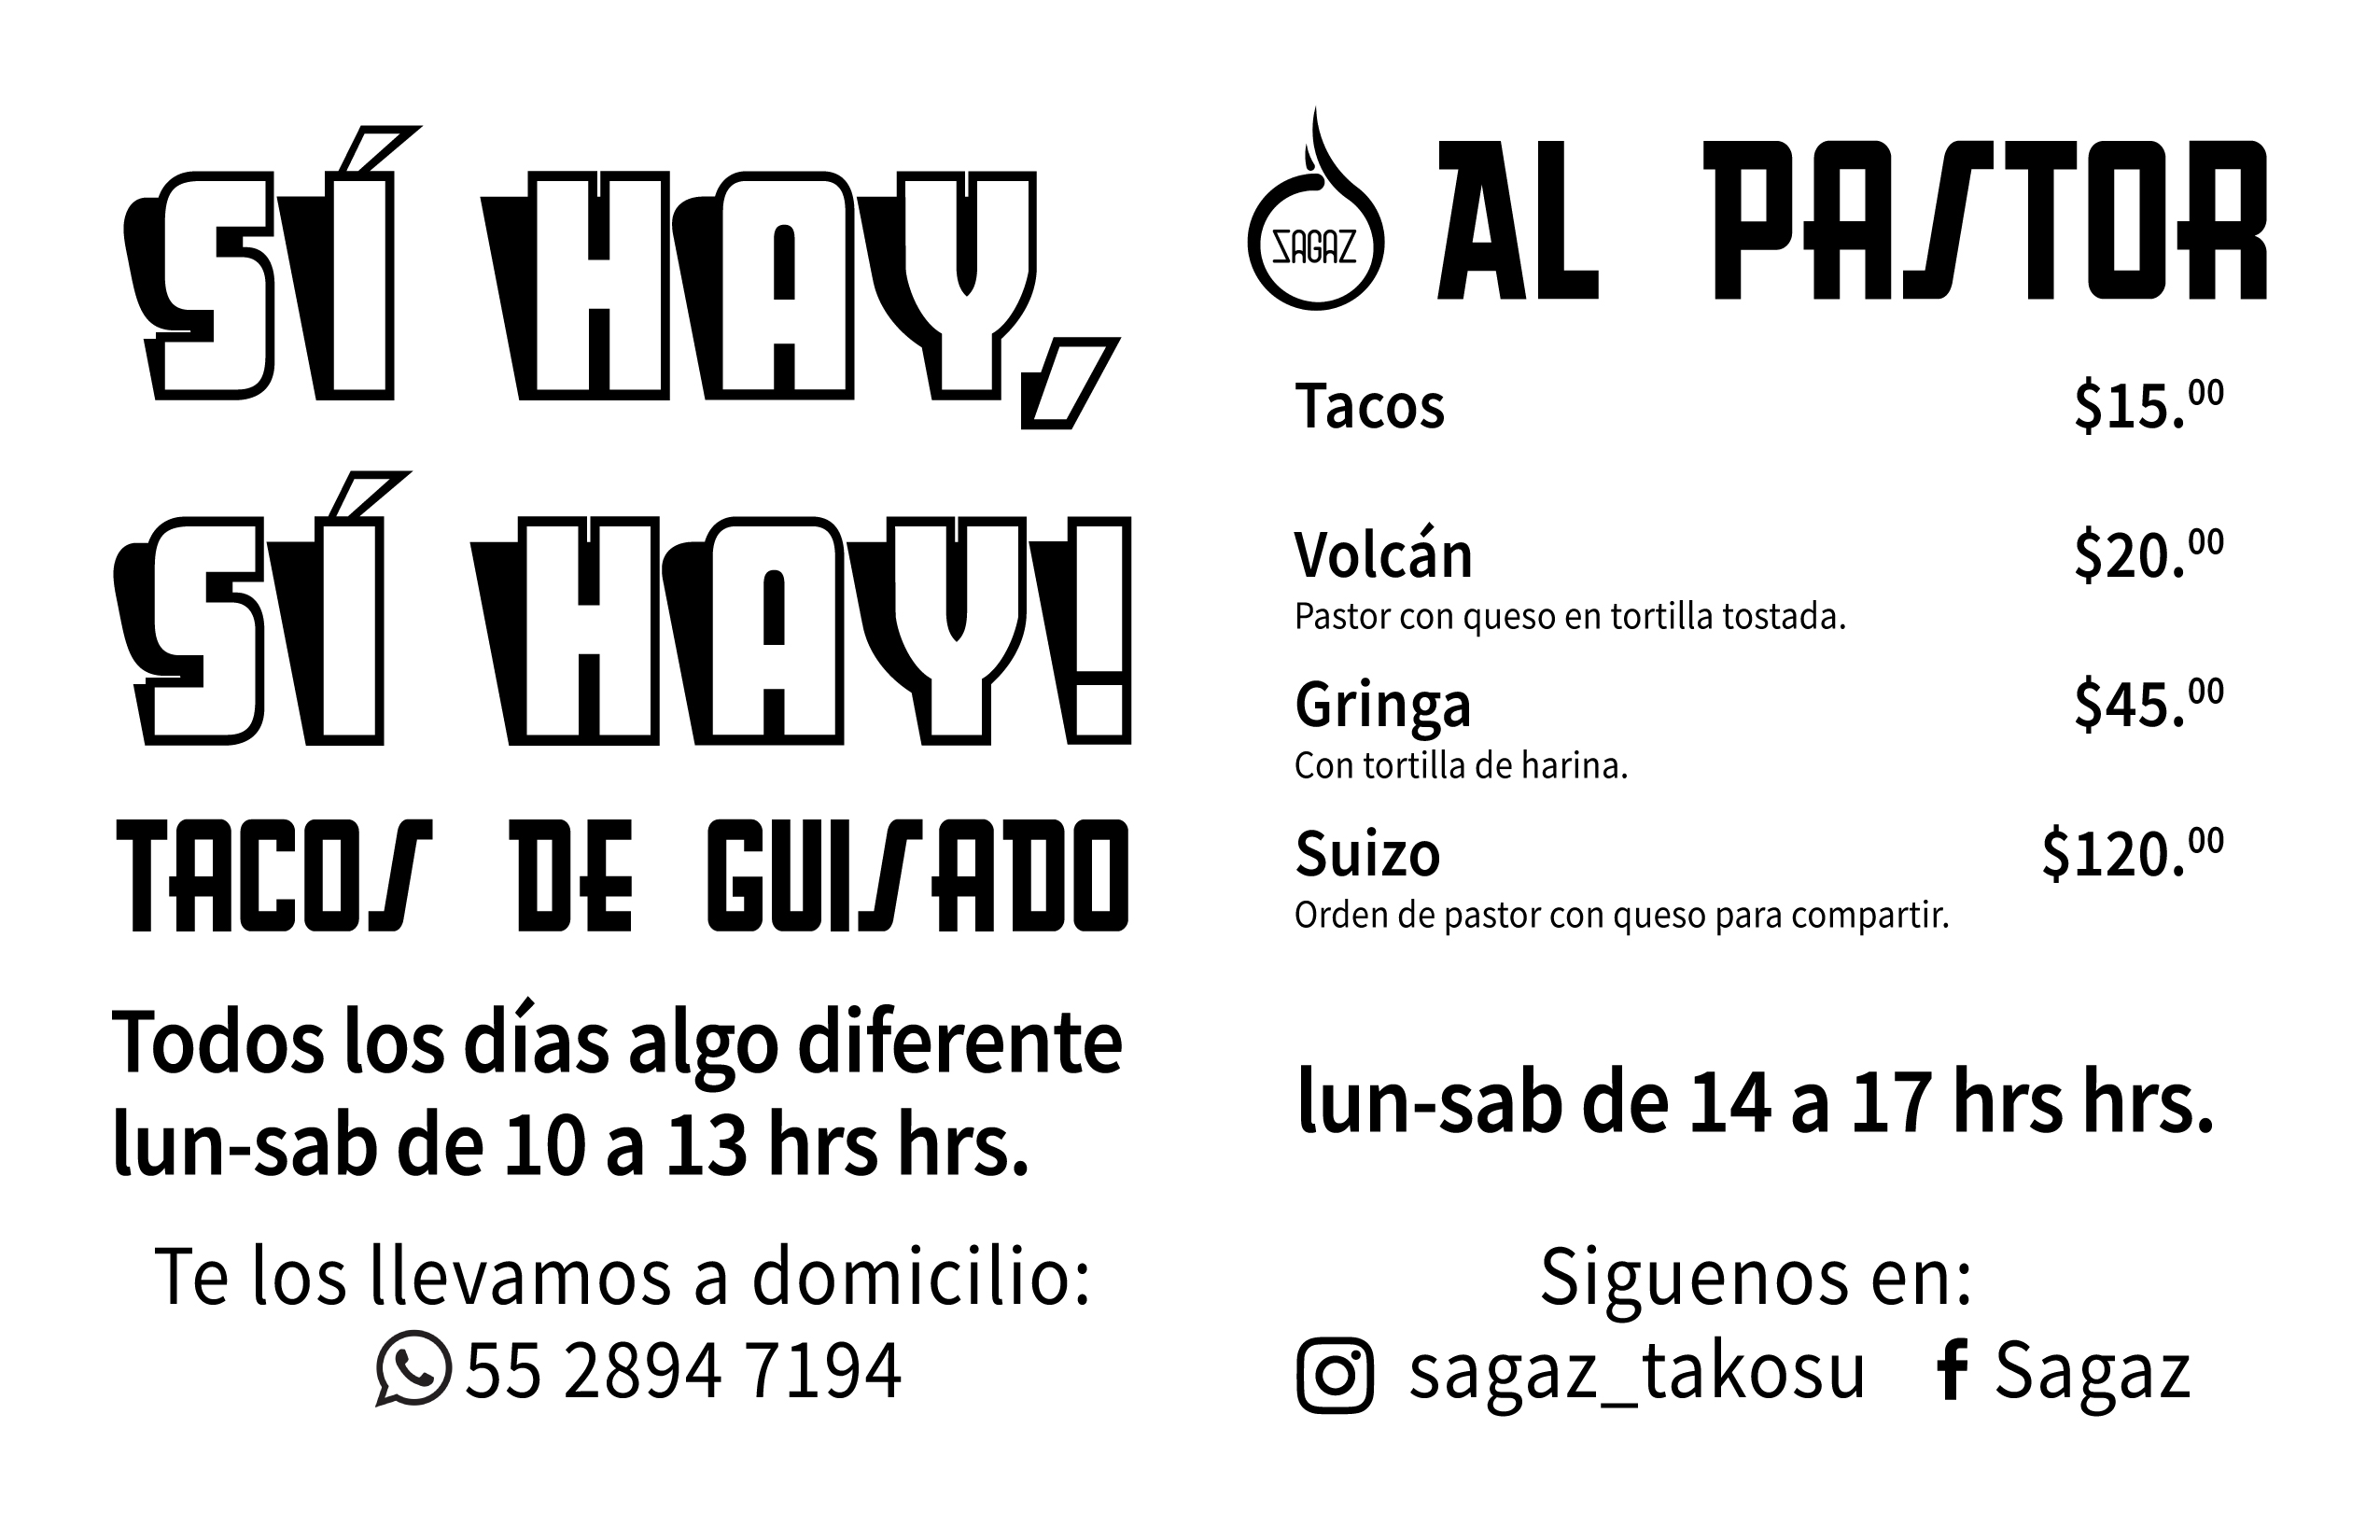 SÍ HAY,
SÍ HAY!
TACOS DE GUISADO
Todos los días algo diferente
lun-sab de 10 a 13 hrs hrs.
Te los llevamos a domicilio:
55 2894 7194
SAGAZ
AL PASTOR
Tacos $15.00
Volcán $20.00
Pastor con queso en tortilla tostada.
Gringa $45.00
Con tortilla de harina.
Suizo $120.00
Orden de pastor con queso para compartir.
lun-sab de 14 a 17 hrs hrs.
Siguenos en:
sagaz_takosu f Sagaz